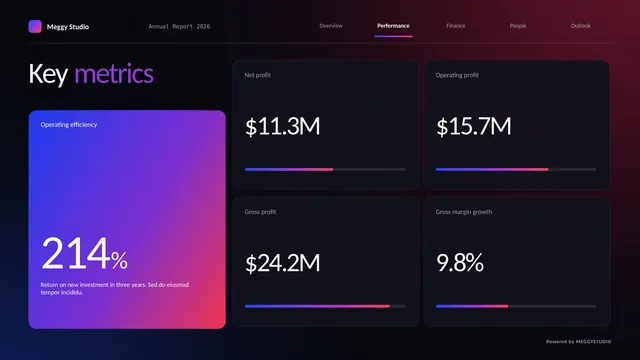 Meggy Studio
Annual Report 2026
Overview
Performance
Finance
People
Outlook
Key metrics
Operating efficiency
214%
Return on new investment in three years. Sed do eiusmod
tempor incididu.
Net profit
$11.3M
Operating profit
$15.7M
Gross profit
$24.2M
Gross margin growth
9.8%
Powered by MEGGYSTUDIO